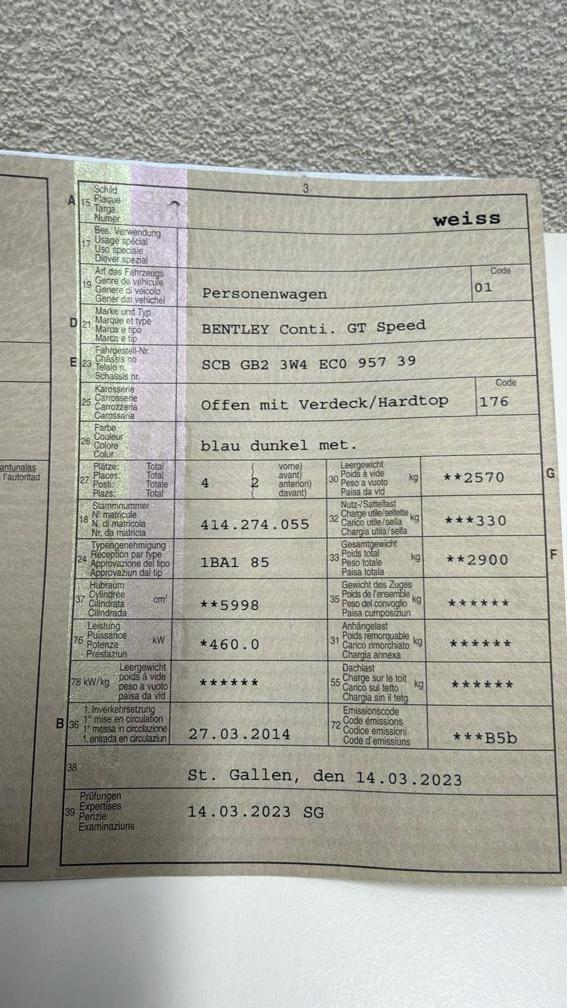 3
A 15 Schild
Plaque
Targa
Numer
weiss
17 Bes. Verwendung
Usage spécial
Uso speciale
Diever spezial
19 Art des Fahrzeugs
Genre de véhicule
Genere di veicolo
Gener dal vehichel
Personenwagen
Code
01
D 21 Marke und Typ
Marque et type
Marca e tipo
Marca e tip
BENTLEY Conti. GT Speed
E 23 Fahrgestell-Nr.
Châssis no
Telaio n.
Schassis nr.
SCB GB2 3W4 EC0 957 39
25 Karosserie
Carrosserie
Carrozzeria
Carossaria
Offen mit Verdeck/Hardtop
Code
176
26 Farbe
Couleur
Colore
Colur
blau dunkel met.
antunalas
l'autoritad
27 Plätze: Total
Places: Total
Posti: Totale
Plazs: Total
4 2 vorne)
avant)
anteriori)
davant)
30 Leergewicht
Poids à vide
Peso a vuoto
Paisa da vid
kg
**2570
G
18 Stammnummer
N° matricule
N. di matricola
Nr. da matricla
414.274.055
32 Nutz-/Sattellast
Charge utile/sellette
Carico utile/sella
Chargia utila/sella
kg
***330
24 Typengenehmigung
Réception par type
Approvazione del tipo
Approvaziun dal tip
1BA1 85
33 Gesamtgewicht
Poids total
Peso totale
Paisa totala
kg
**2900
F
37 Hubraum
Cylindrée
Cilindrata
Cilindrada
cm³
**5998
35 Gewicht des Zuges
Poids de l'ensemble
Peso del convoglio
Paisa cumposiziun
kg
******
76 Leistung
Puissance
Potenza
Prestaziun
kW
*460.0
31 Anhängelast
Poids remorquable
Carico rimorchiato
Chargia annexa
kg
******
78 kW/kg Leergewicht
poids à vide
peso a vuoto
paisa da vid
******
55 Dachlast
Charge sur le toit
Carico sul tetto
Chargia sin il tetg
kg
******
B 36 1. Inverkehrsetzung
1re mise en circulation
1a messa in circolazione
1. entrada en circulaziun
27.03.2014
72 Emissionscode
Code émissions
Codice emissioni
Code d'emissiuns
***B5b
38
St. Gallen, den 14.03.2023
39 Prüfungen
Expertises
Perizie
Examinaziuns
14.03.2023 SG